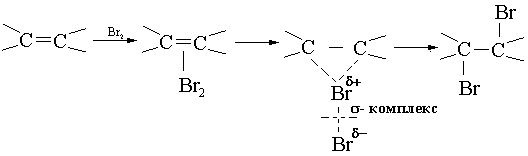 Br
C=C Br₂ C=C C – C C–C
Br₂ Br δ+ Br
σ- комплекс
Br δ–